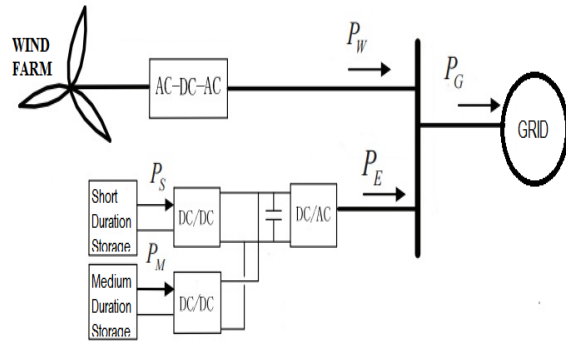 WIND
FARM
AC-DC-AC
P_W
P_G
GRID
P_E
Short
Duration
Storage
P_S
DC/DC
DC/AC
Medium
Duration
Storage
P_M
DC/DC